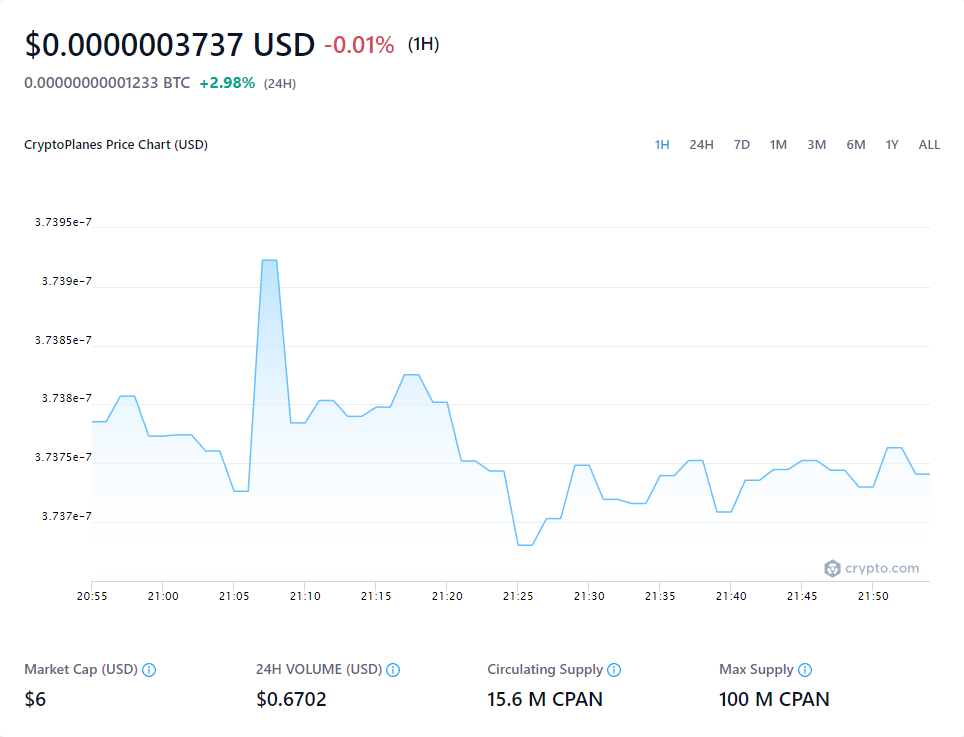 $0.0000003737 USD -0.01% (1H)
0.00000000001233 BTC +2.98% (24H)
CryptoPlanes Price Chart (USD) 1H 24H 7D 1M 3M 6M 1Y ALL
3.7395e-7
3.739e-7
3.7385e-7
3.738e-7
3.7375e-7
3.737e-7
crypto.com
20:55 21:00 21:05 21:10 21:15 21:20 21:25 21:30 21:35 21:40 21:45 21:50
Market Cap (USD) 24H VOLUME (USD) Circulating Supply Max Supply
$6 $0.6702 15.6 M CPAN 100 M CPAN